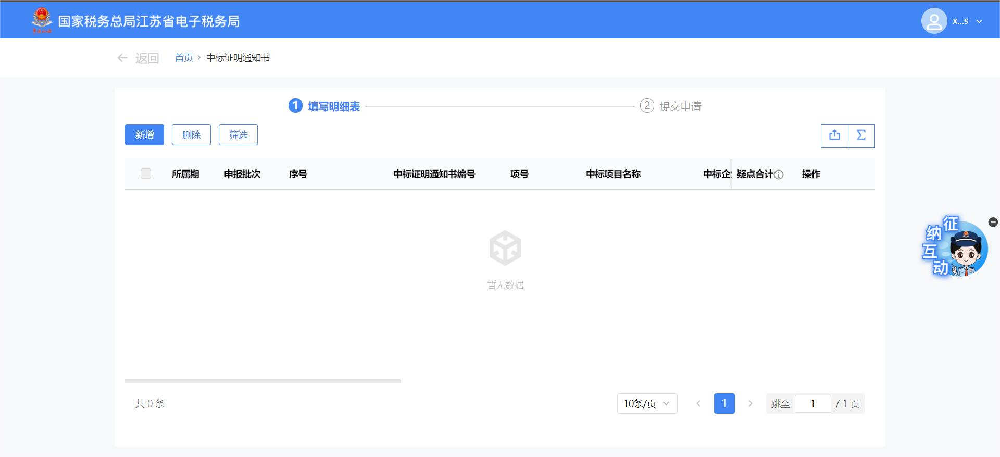 国家税务总局江苏省电子税务局
x...s
返回 首页 > 中标证明通知书
1 填写明细表 2 提交申请
新增 删除 筛选
Σ
所属期 申报批次 序号 中标证明通知书编号 项号 中标项目名称 中标企 疑点合计 操作
征纳互动
暂无数据
共 0 条 10条/页 < 1 > 跳至 1 / 1 页